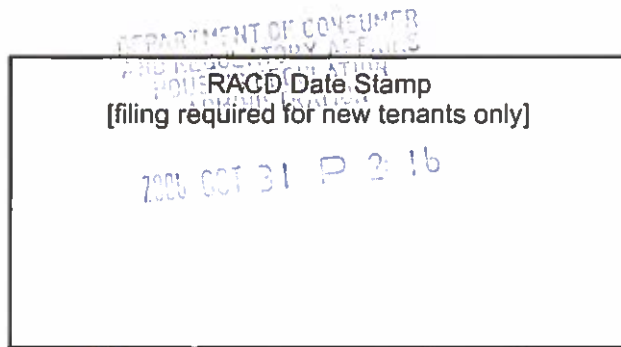 DEPARTMENT OF CONSUMER
AND REGULATORY AFFAIRS
HOUSING REGULATION
ADMINISTRATION
RACD Date Stamp
[filing required for new tenants only]
OCT 31 P 2: 16